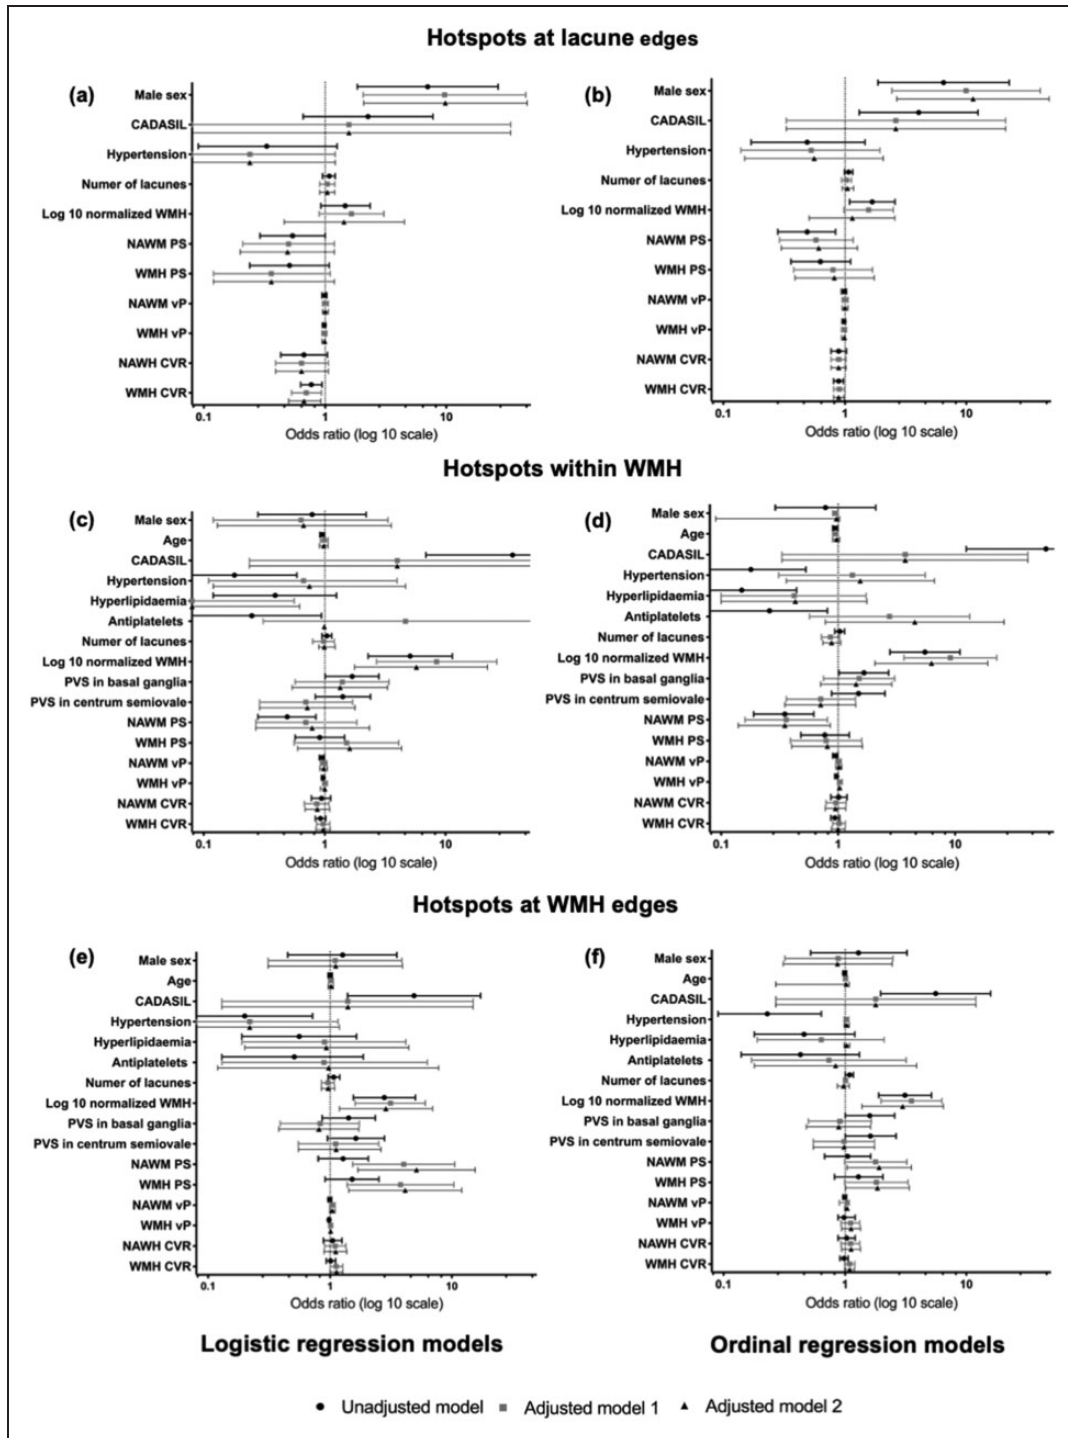 Hotspots at lacune edges
(a)
Male sex
CADASIL
Hypertension
Numer of lacunes
Log 10 normalized WMH
NAWM PS
WMH PS
NAWM vP
WMH vP
NAWH CVR
WMH CVR
0.1 1 10
Odds ratio (log 10 scale)
(b)
Male sex
CADASIL
Hypertension
Numer of lacunes
Log 10 normalized WMH
NAWM PS
WMH PS
NAWM vP
WMH vP
NAWM CVR
WMH CVR
0.1 1 10
Odds ratio (log 10 scale)
Hotspots within WMH
(c)
Male sex
Age
CADASIL
Hypertension
Hyperlipidaemia
Antiplatelets
Numer of lacunes
Log 10 normalized WMH
PVS in basal ganglia
PVS in centrum semiovale
NAWM PS
WMH PS
NAWM vP
WMH vP
NAWM CVR
WMH CVR
0.1 1 10
Odds ratio (log 10 scale)
(d)
Male sex
Age
CADASIL
Hypertension
Hyperlipidaemia
Antiplatelets
Numer of lacunes
Log 10 normalized WMH
PVS in basal ganglia
PVS in centrum semiovale
NAWM PS
WMH PS
NAWM vP
WMH vP
NAWM CVR
WMH CVR
0.1 1 10
Odds ratio (log 10 scale)
Hotspots at WMH edges
(e)
Male sex
Age
CADASIL
Hypertension
Hyperlipidaemia
Antiplatelets
Numer of lacunes
Log 10 normalized WMH
PVS in basal ganglia
PVS in centrum semiovale
NAWM PS
WMH PS
NAWM vP
WMH vP
NAWH CVR
WMH CVR
0.1 1 10
Odds ratio (log 10 scale)
(f)
Male sex
Age
CADASIL
Hypertension
Hyperlipidaemia
Antiplatelets
Numer of lacunes
Log 10 normalized WMH
PVS in basal ganglia
PVS in centrum semiovale
NAWM PS
WMH PS
NAWM vP
WMH vP
NAWH CVR
WMH CVR
0.1 1 10
Odds ratio (log 10 scale)
Logistic regression models
Ordinal regression models
Unadjusted model Adjusted model 1 Adjusted model 2